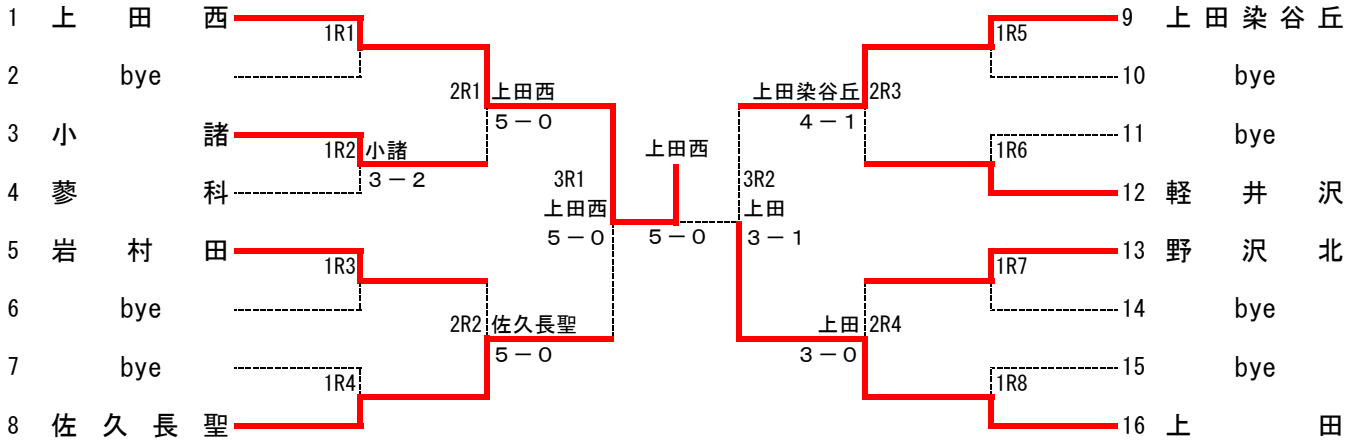 1 上田西
1R1
2 bye
2R1 上田西
5－0
3 小諸
1R2 小諸
3－2
4 蓼科
3R1
上田西
5－0
5 岩村田
1R3
6 bye
2R2 佐久長聖
5－0
7 bye
1R4
8 佐久長聖
上田西
5－0
9 上田染谷丘
1R5
10 bye
上田染谷丘 2R3
4－1
11 bye
1R6
12 軽井沢
3R2
上田
3－1
13 野沢北
1R7
14 bye
上田 2R4
3－0
15 bye
1R8
16 上田